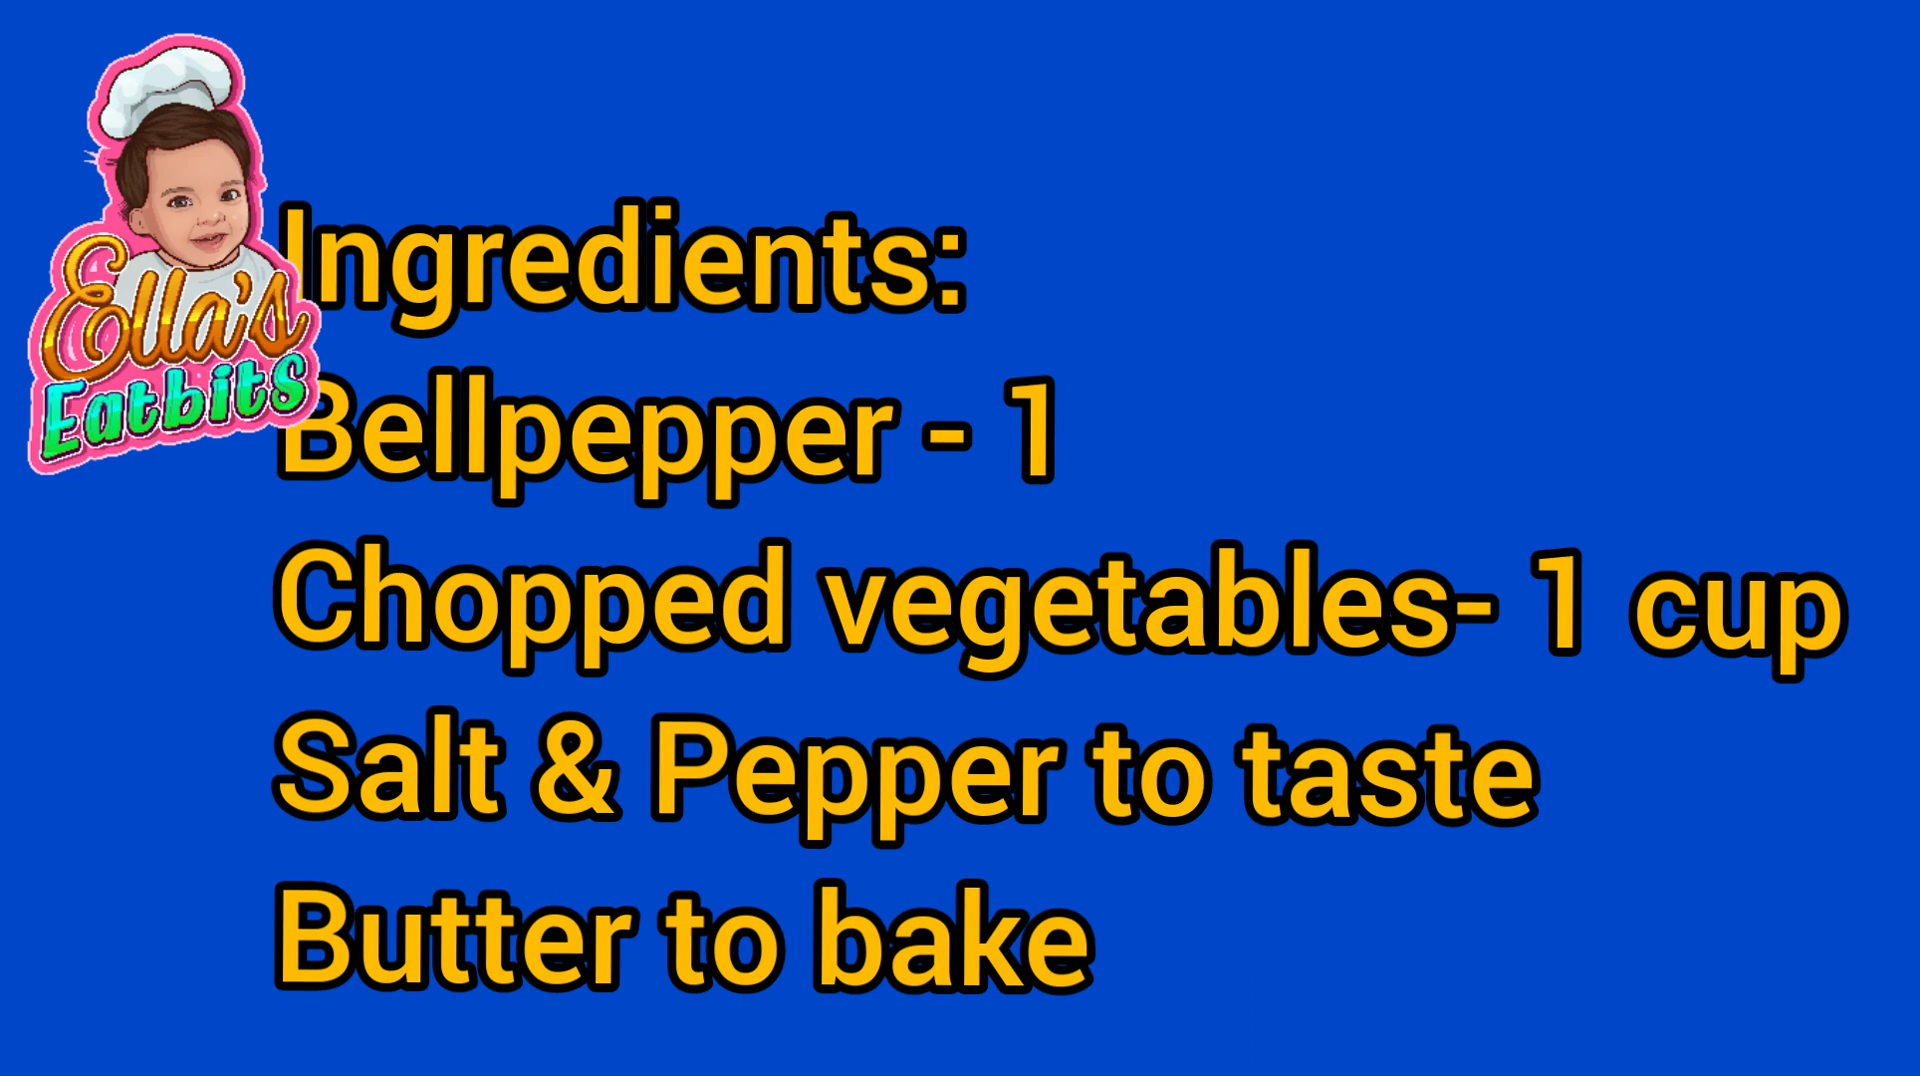 Ella's
Eatbits
Ingredients:
Bellpepper - 1
Chopped vegetables- 1 cup
Salt & Pepper to taste
Butter to bake